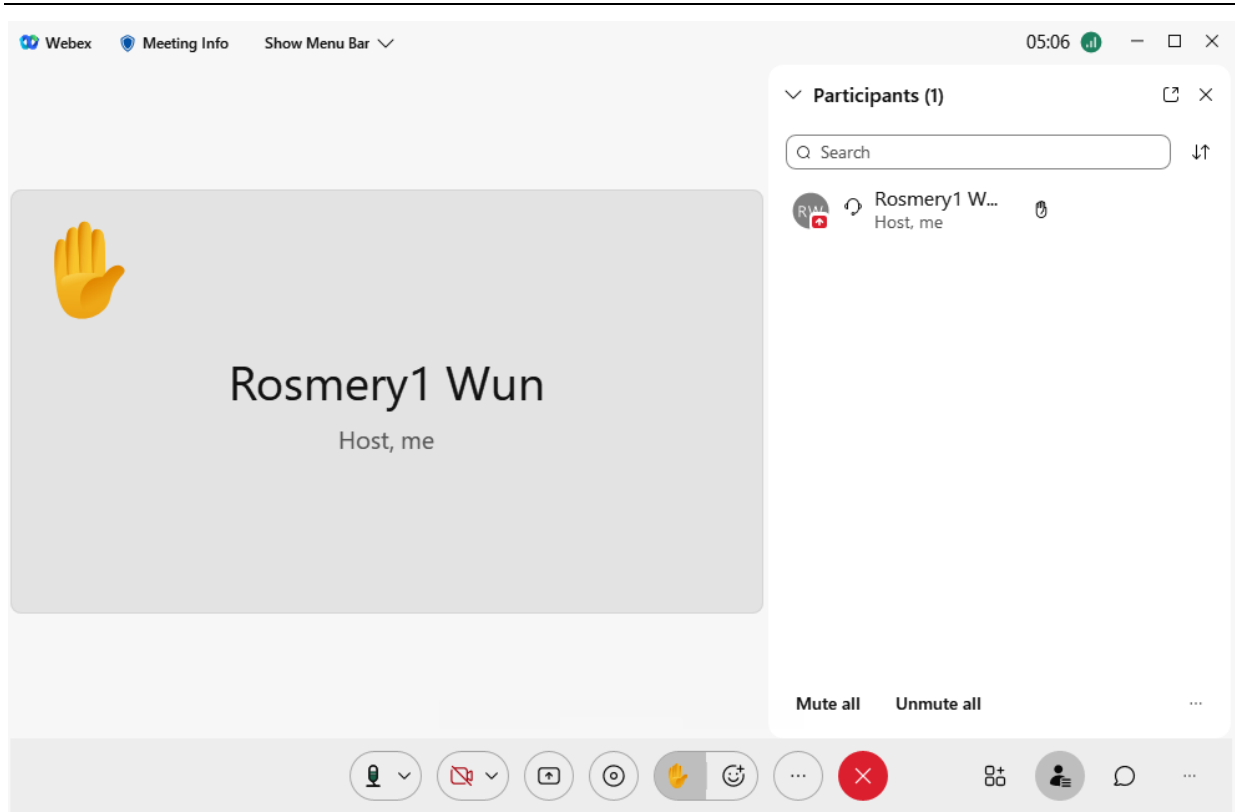 Webex Meeting Info Show Menu Bar 05:06
Participants (1)
Search
RW Rosmery1 W...
Host, me
Rosmery1 Wun
Host, me
Mute all Unmute all